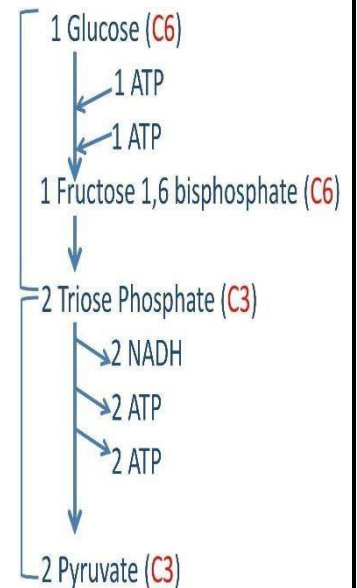 1 Glucose (C6)
1 ATP
1 ATP
1 Fructose 1,6 bisphosphate (C6)
2 Triose Phosphate (C3)
2 NADH
2 ATP
2 ATP
2 Pyruvate (C3)